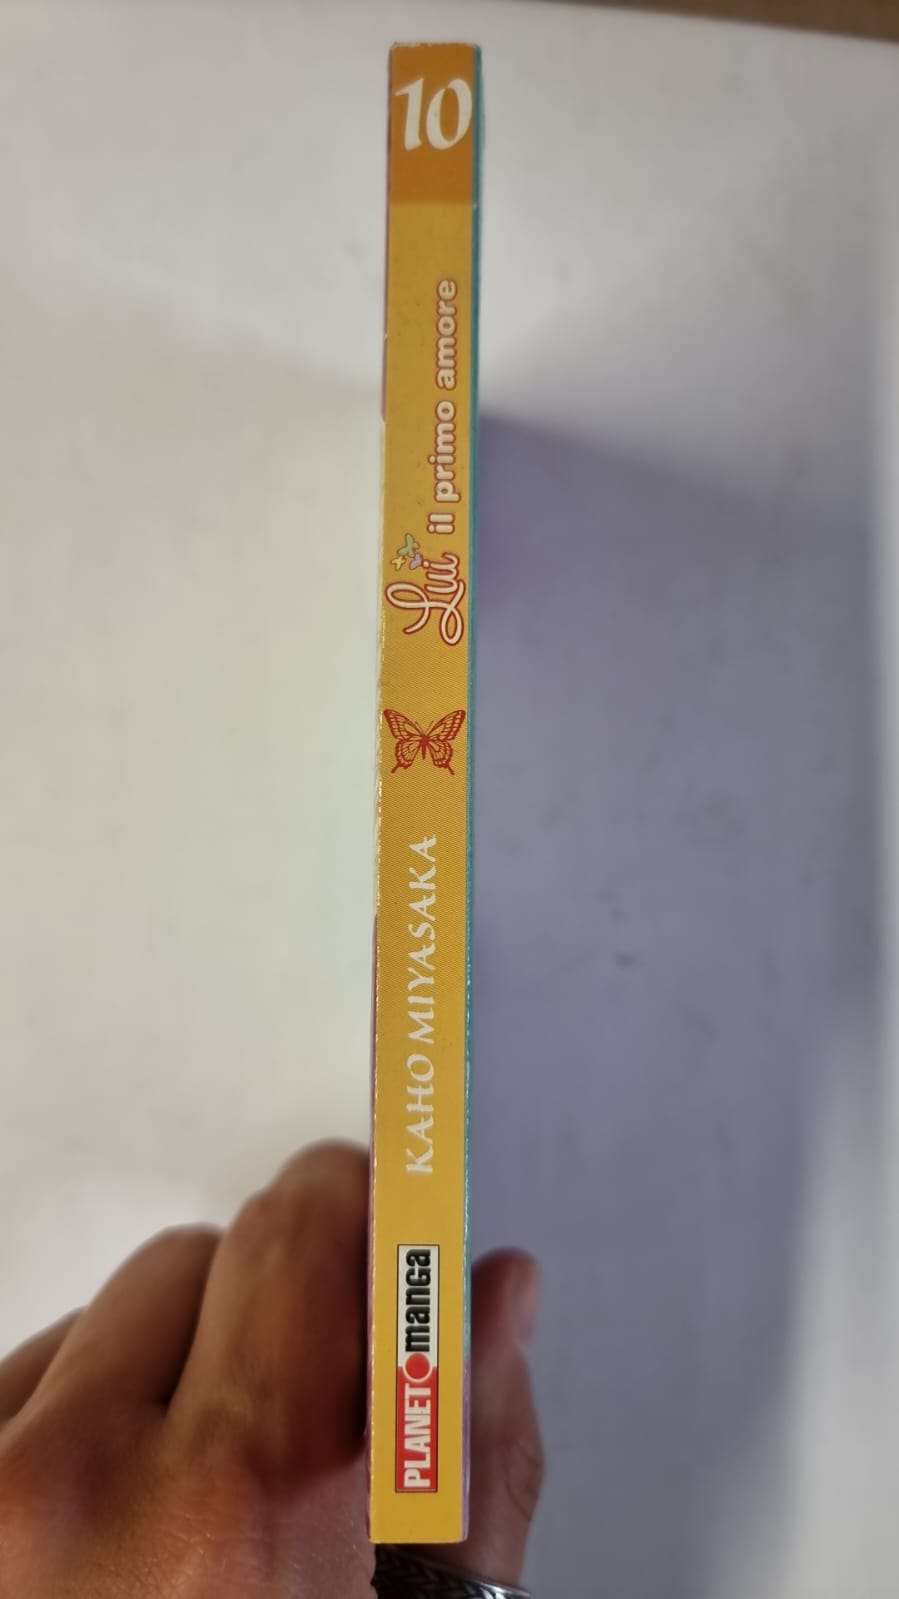 10
Lui il primo amore
KAHO MIYASAKA
PLANET manga